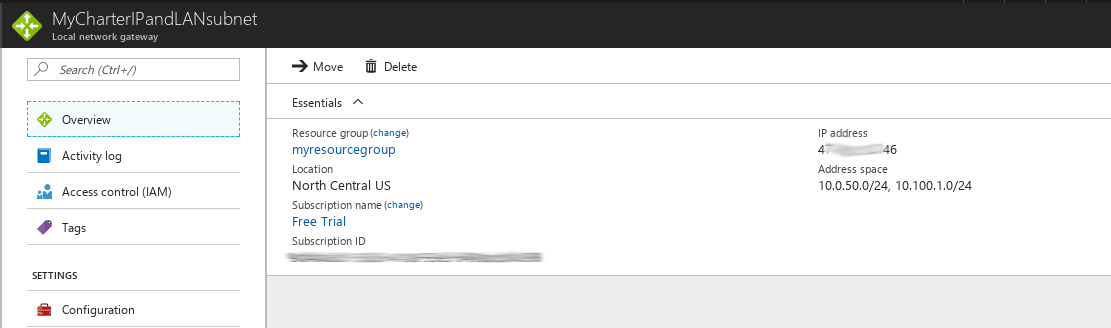 MyCharterIPandLANsubnet
Local network gateway
Search (Ctrl+/)
Overview
Activity log
Access control (IAM)
Tags
SETTINGS
Configuration
Move
Delete
Essentials
Resource group (change)
myresourcegroup
Location
North Central US
Subscription name (change)
Free Trial
Subscription ID
IP address
47 46
Address space
10.0.50.0/24, 10.100.1.0/24